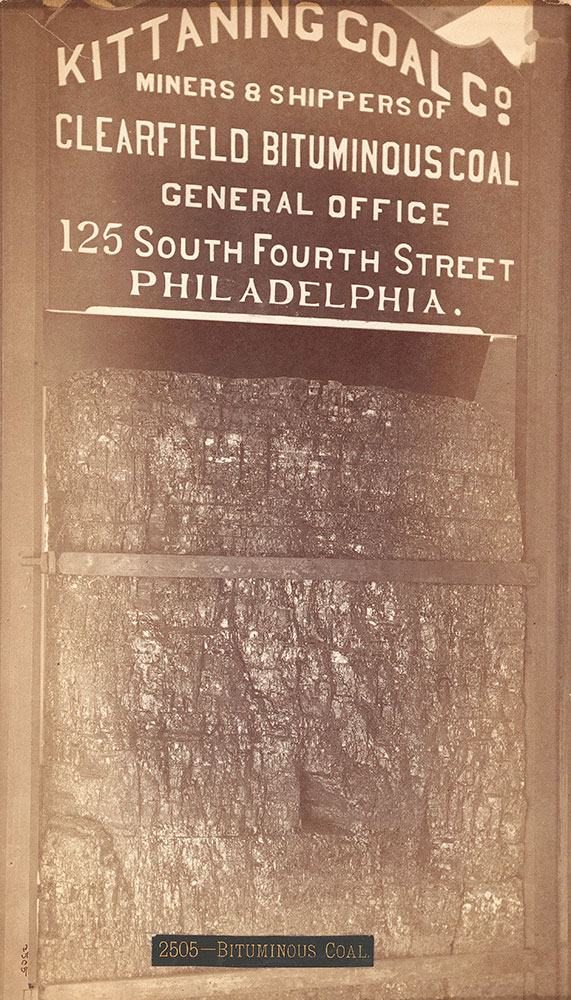 KITTANING COAL Co
MINERS & SHIPPERS OF
CLEARFIELD BITUMINOUS COAL
GENERAL OFFICE
125 SOUTH FOURTH STREET
PHILADELPHIA.
2505—BITUMINOUS COAL.
2505